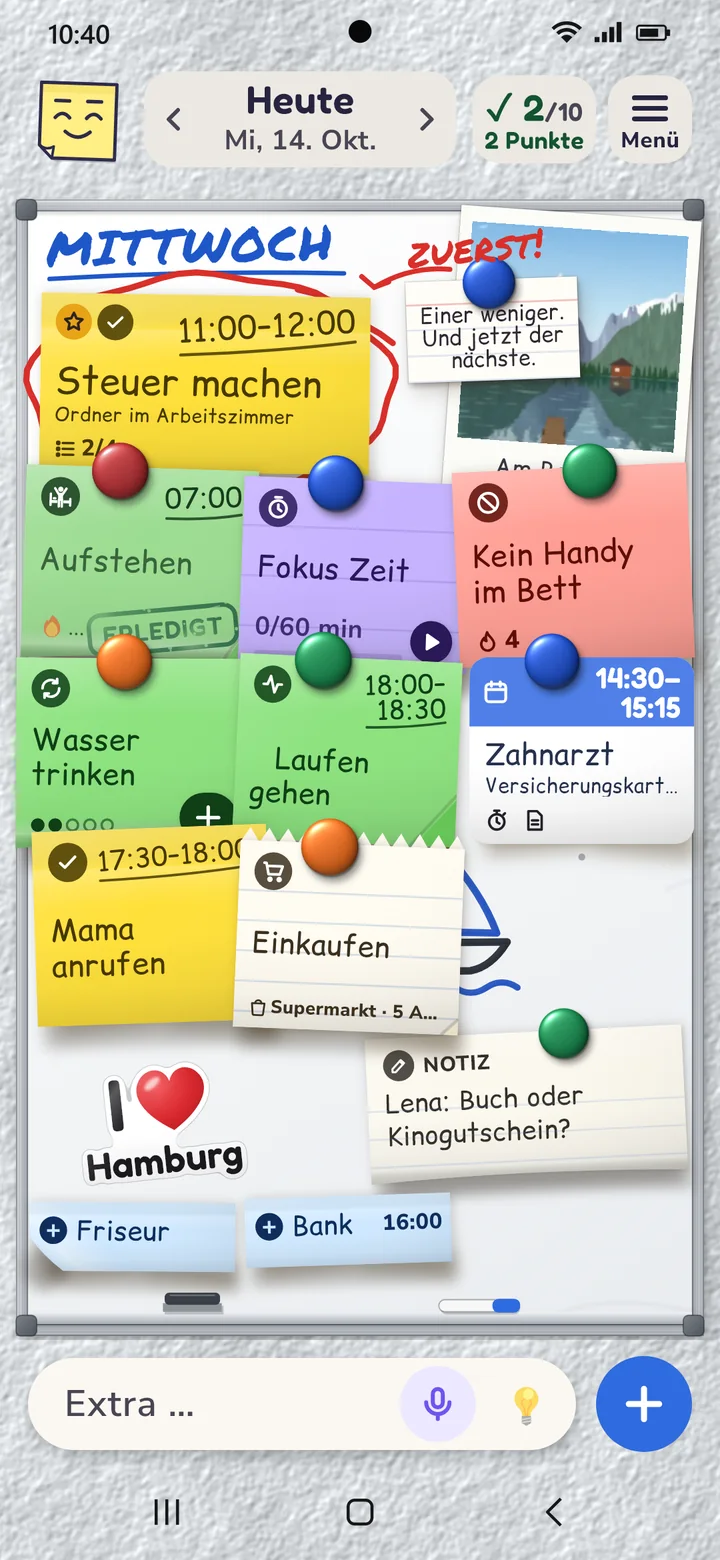 10:40
Heute
Mi, 14. Okt.
✓ 2/10
2 Punkte
Menü
MITTWOCH
ZUERST!
Einer weniger.
Und jetzt der
nächste.
11:00–12:00
Steuer machen
Ordner im Arbeitszimmer
2/4
Am
07:00
Aufstehen
...
ERLEDIGT
Fokus Zeit
0/60 min
Kein Handy
im Bett
4
Wasser
trinken
18:00–
18:30
Laufen
gehen
14:30–
15:15
Zahnarzt
Versicherungskart...
17:30–18:00
Mama
anrufen
Einkaufen
Supermarkt · 5 A...
NOTIZ
Lena: Buch oder
Kinogutschein?
I ❤ 
Hamburg
Friseur
Bank 16:00
Extra ...